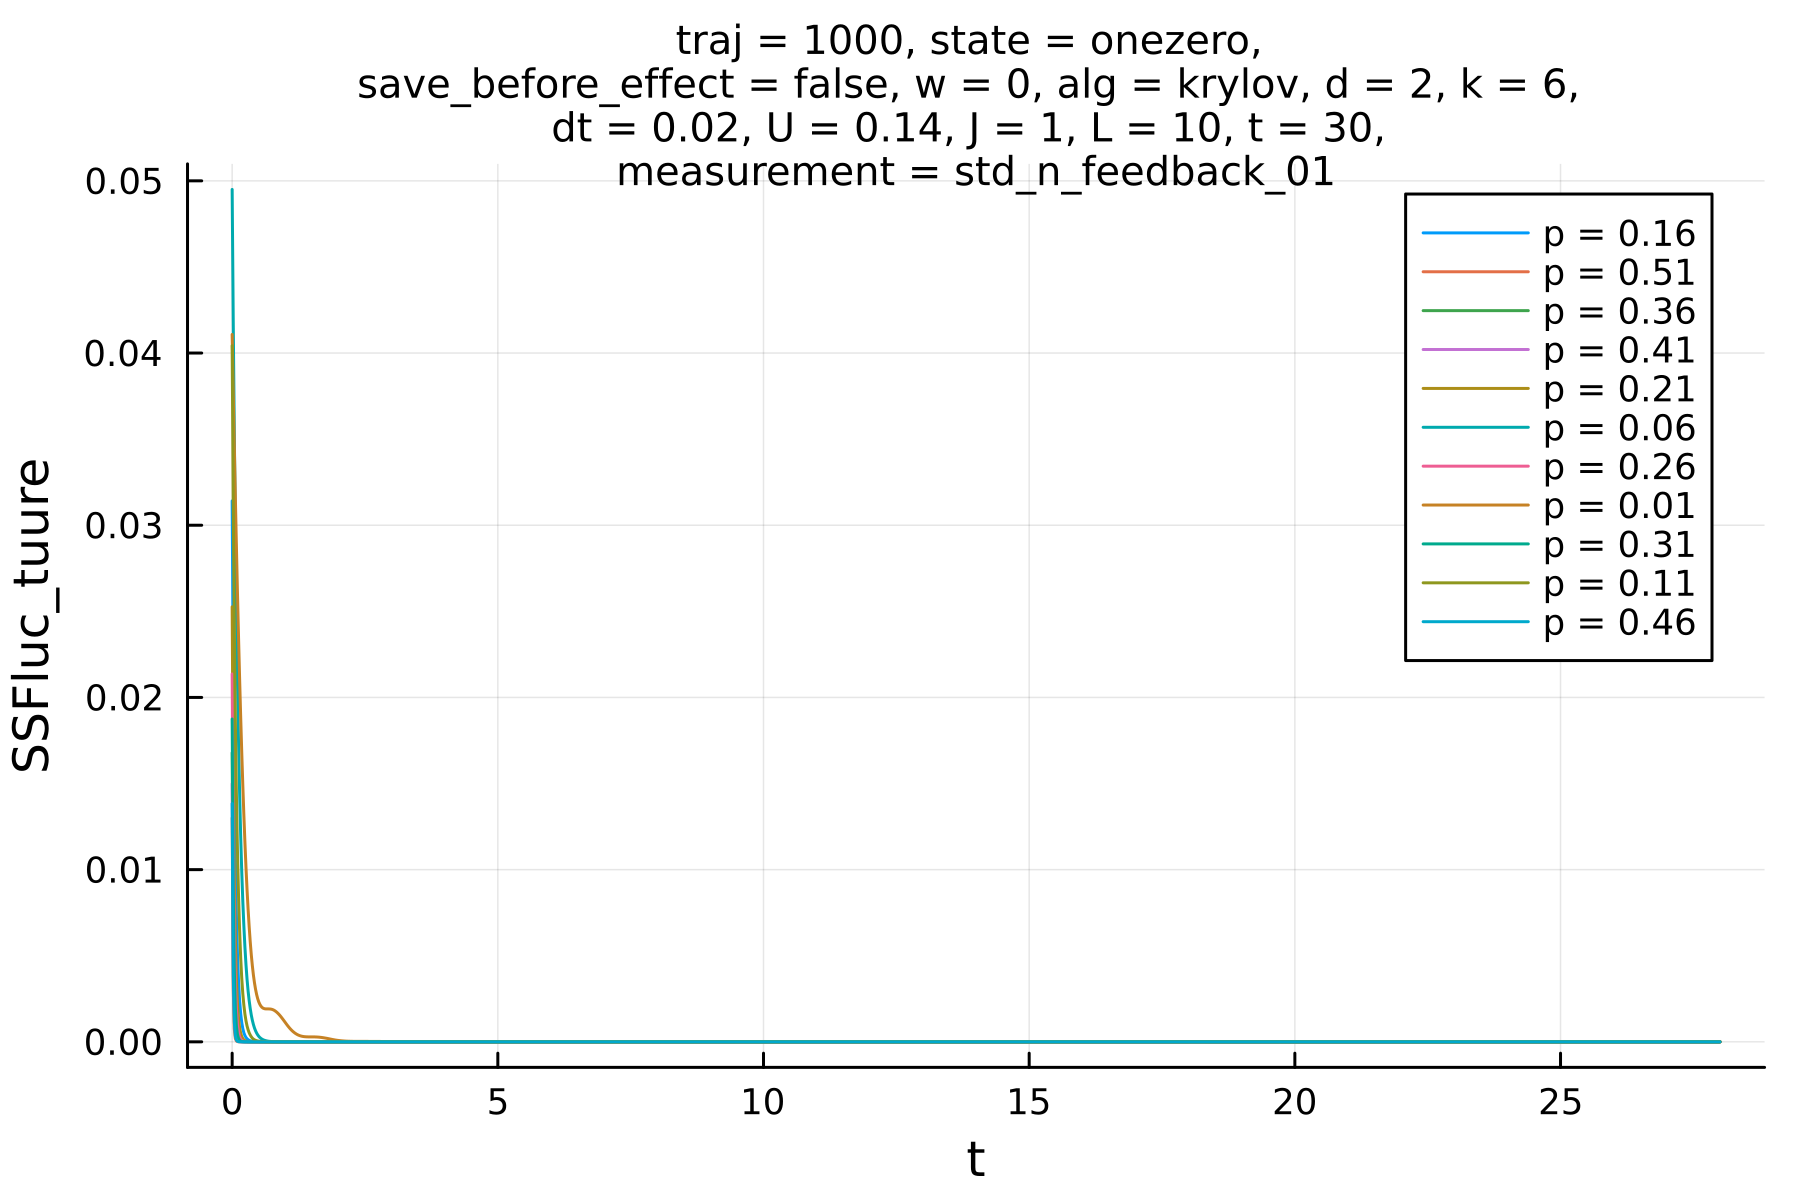 traj = 1000, state = onezero,
save_before_effect = false, w = 0, alg = krylov, d = 2, k = 6,
dt = 0.02, U = 0.14, J = 1, L = 10, t = 30,
measurement = std_n_feedback_01
0.05
0.04
0.03
0.02
0.01
0.00
SSFluc_tuure
p = 0.16
p = 0.51
p = 0.36
p = 0.41
p = 0.21
p = 0.06
p = 0.26
p = 0.01
p = 0.31
p = 0.11
p = 0.46
0 5 10 15 20 25
t